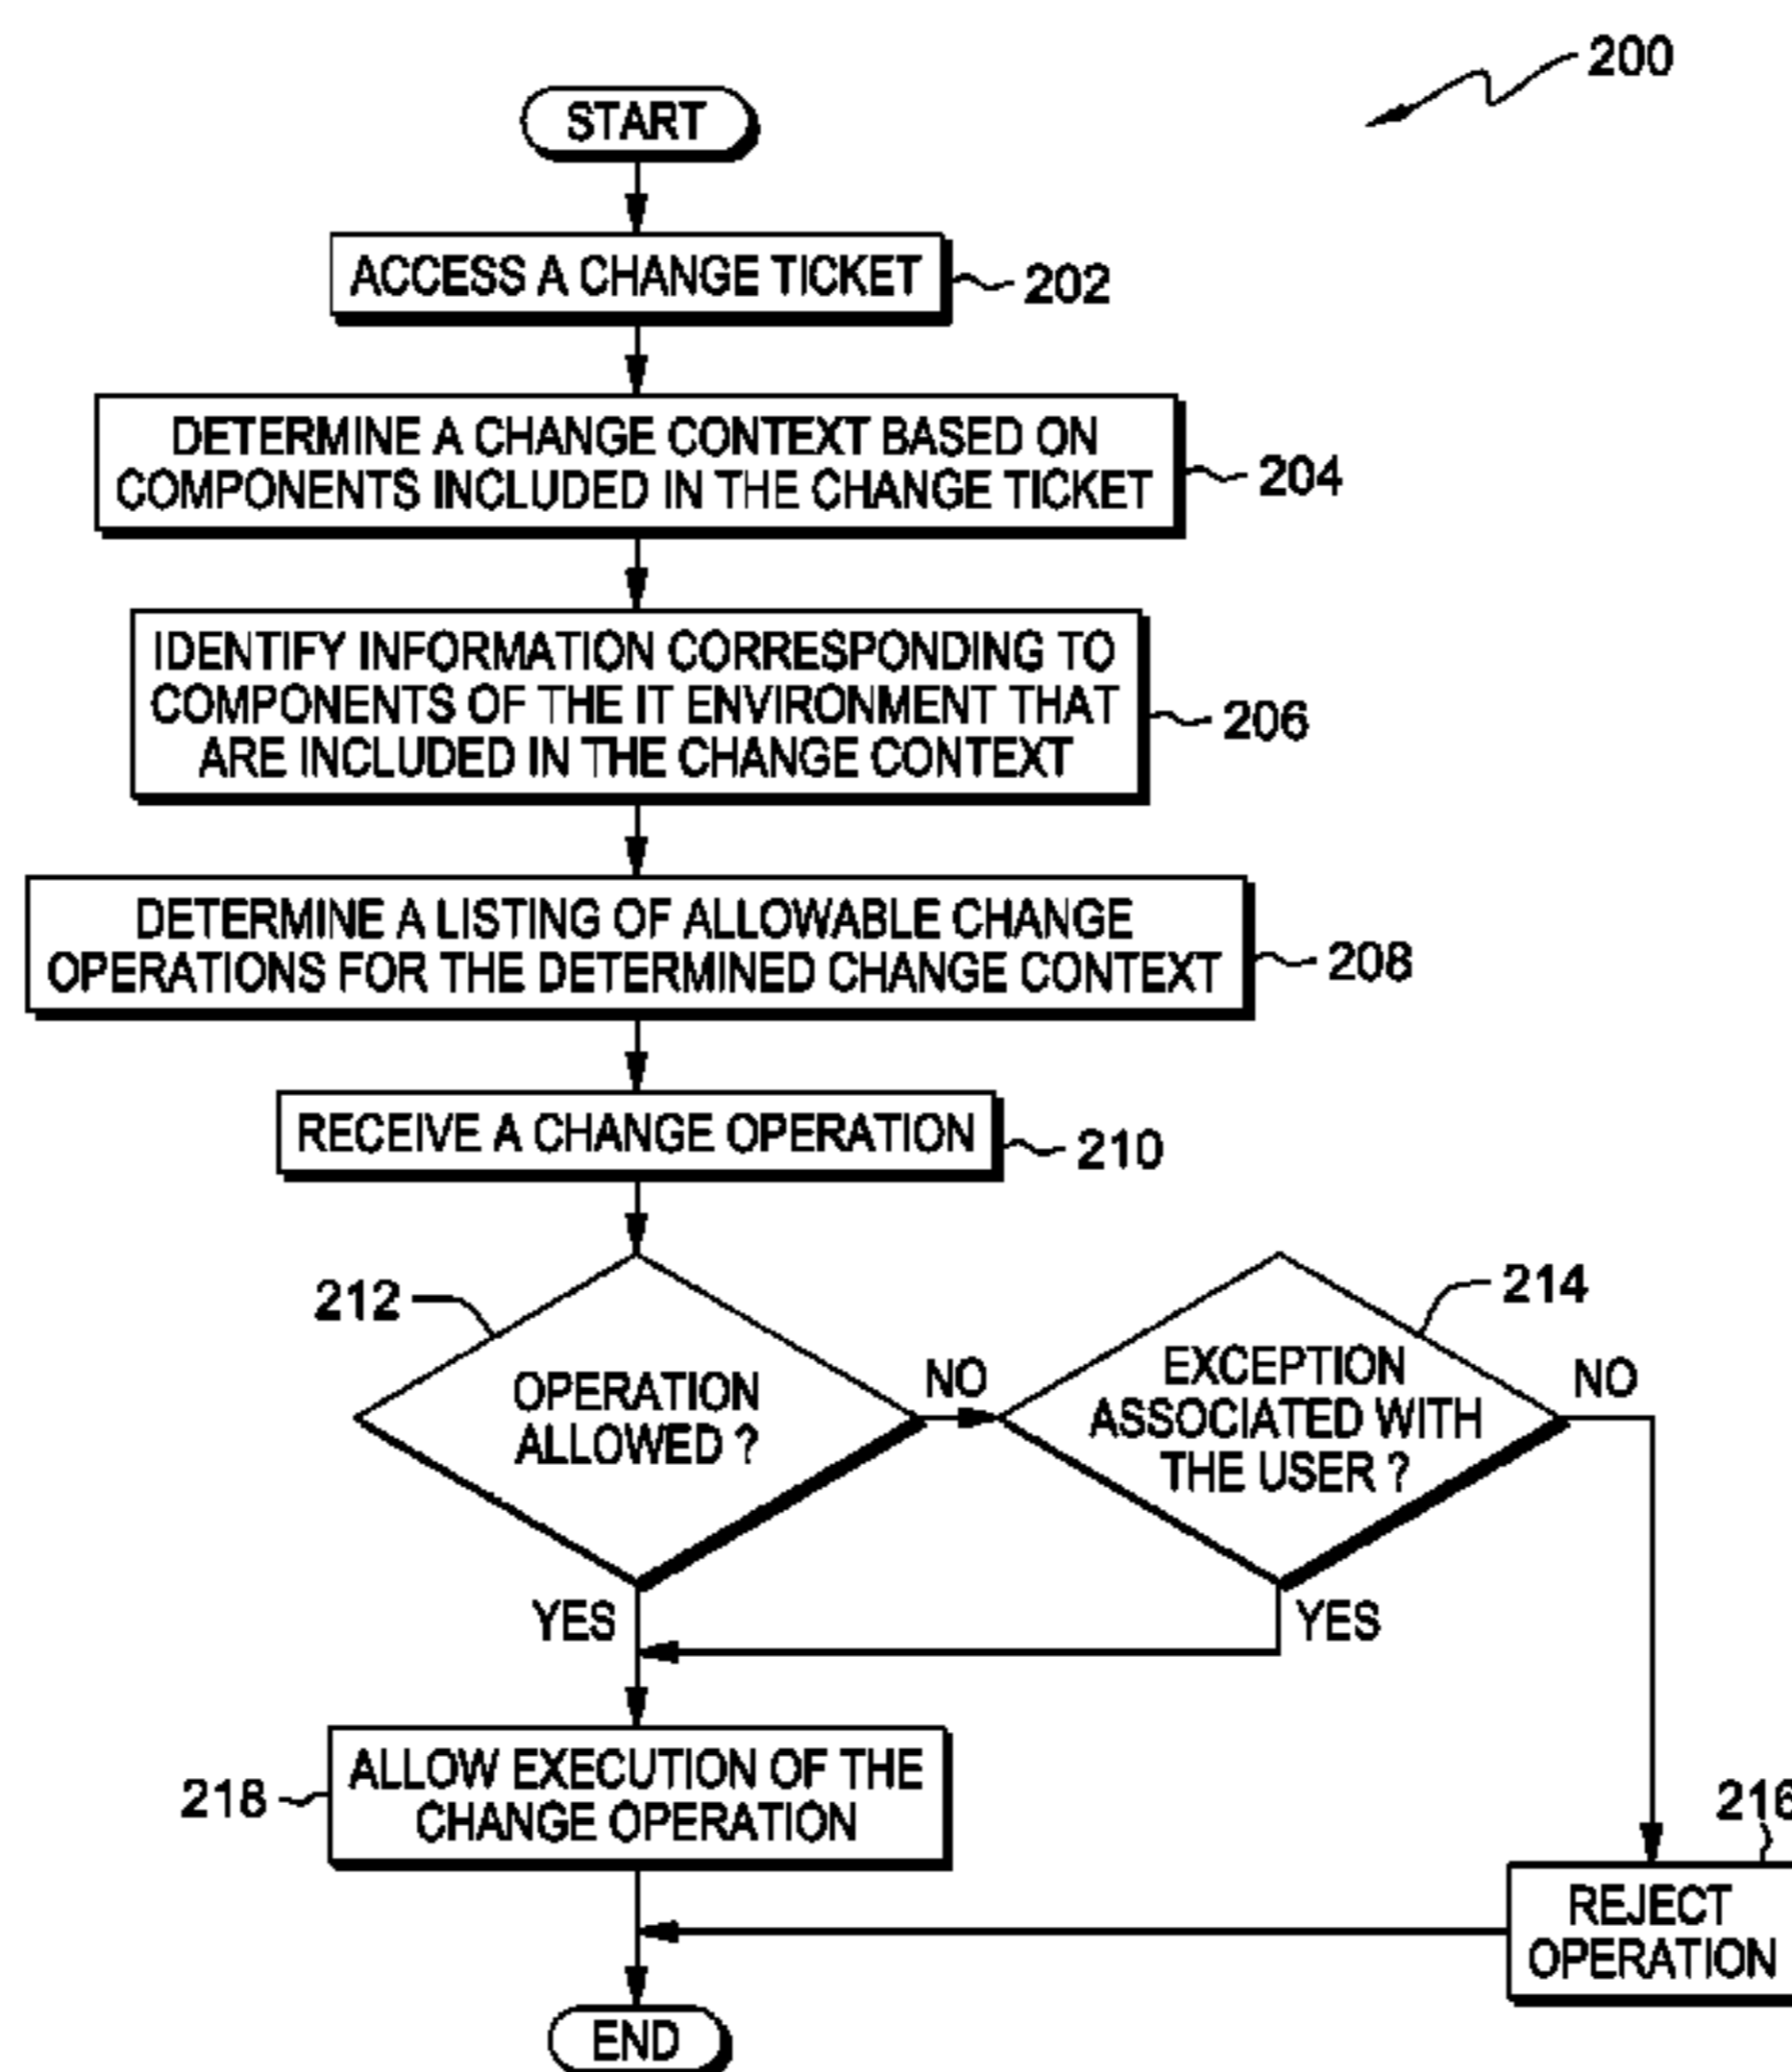 200
START
ACCESS A CHANGE TICKET
202
DETERMINE A CHANGE CONTEXT BASED ON
COMPONENTS INCLUDED IN THE CHANGE TICKET
204
IDENTIFY INFORMATION CORRESPONDING TO
COMPONENTS OF THE IT ENVIRONMENT THAT
ARE INCLUDED IN THE CHANGE CONTEXT
206
DETERMINE A LISTING OF ALLOWABLE CHANGE
OPERATIONS FOR THE DETERMINED CHANGE CONTEXT
208
RECEIVE A CHANGE OPERATION
210
212
OPERATION
ALLOWED ?
NO
YES
214
EXCEPTION
ASSOCIATED WITH
THE USER ?
NO
YES
218
ALLOW EXECUTION OF THE
CHANGE OPERATION
216
REJECT
OPERATION
END